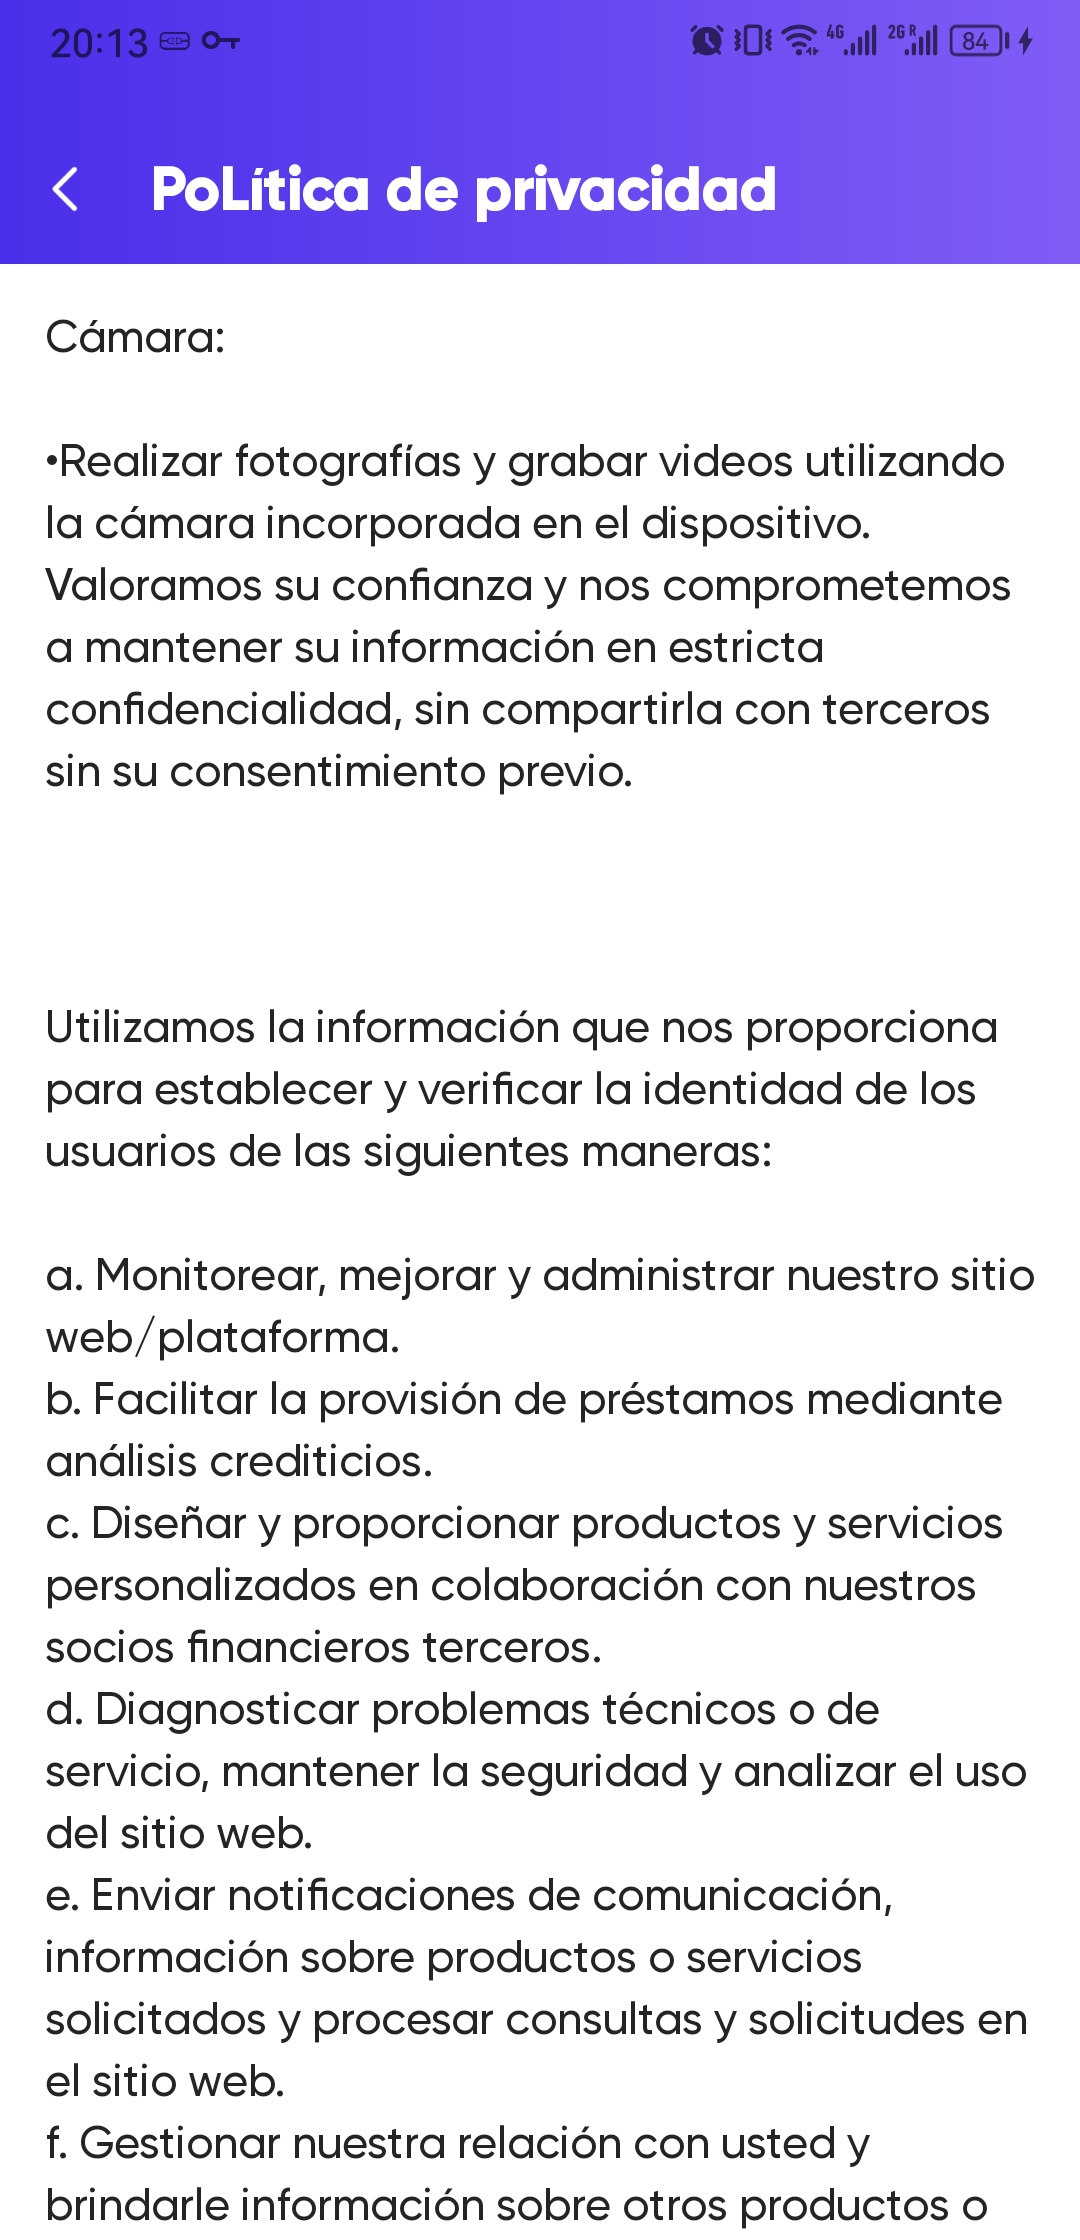 20:13
4G
2G R
84
PoLítica de privacidad
Cámara:
•Realizar fotografías y grabar videos utilizando
la cámara incorporada en el dispositivo.
Valoramos su confianza y nos comprometemos
a mantener su información en estricta
confidencialidad, sin compartirla con terceros
sin su consentimiento previo.
Utilizamos la información que nos proporciona
para establecer y verificar la identidad de los
usuarios de las siguientes maneras:
a. Monitorear, mejorar y administrar nuestro sitio
web/plataforma.
b. Facilitar la provisión de préstamos mediante
análisis crediticios.
c. Diseñar y proporcionar productos y servicios
personalizados en colaboración con nuestros
socios financieros terceros.
d. Diagnosticar problemas técnicos o de
servicio, mantener la seguridad y analizar el uso
del sitio web.
e. Enviar notificaciones de comunicación,
información sobre productos o servicios
solicitados y procesar consultas y solicitudes en
el sitio web.
f. Gestionar nuestra relación con usted y
brindarle información sobre otros productos o